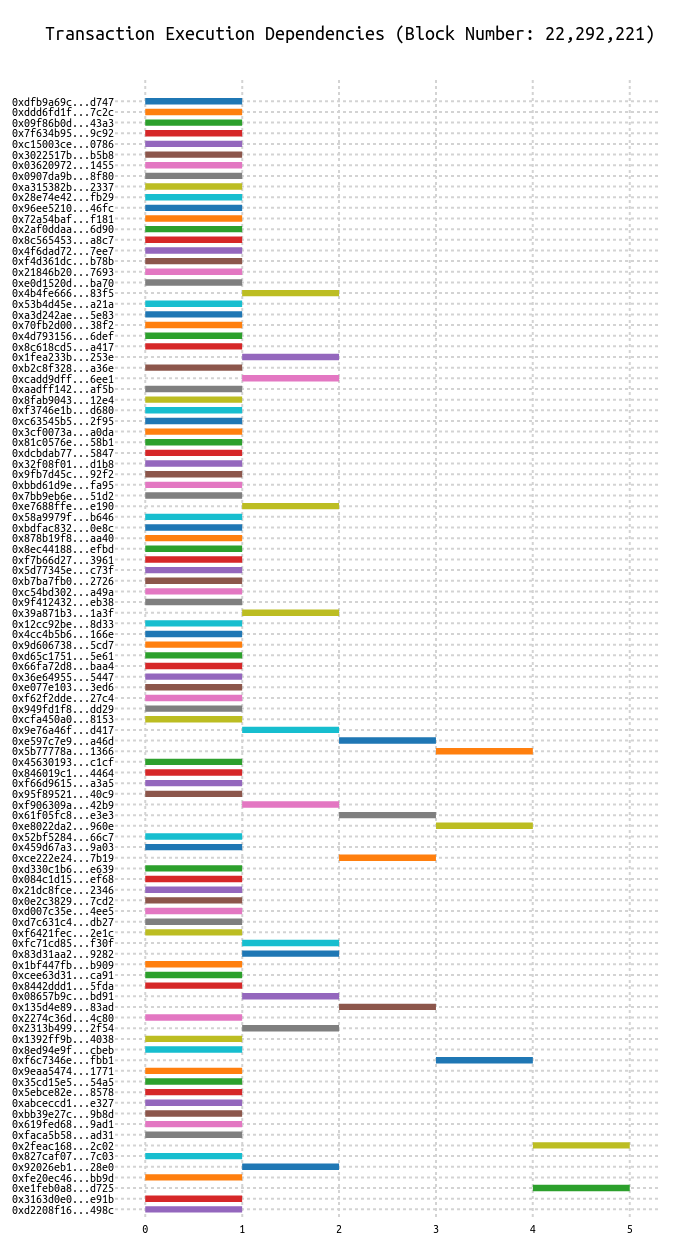 Transaction Execution Dependencies (Block Number: 22,292,221)
0xdfb9a69c...d747
0xddd6fd1f...7c2c
0x09f86b0d...43a3
0x7f634b95...9c92
0xc15003ce...0786
0x3022517b...b5b8
0x03620972...1455
0x0907da9b...8f80
0xa315382b...2337
0x28e74e42...fb29
0x96ee5210...46fc
0x72a54baf...f181
0x2af0ddaa...6d90
0x8c565453...a8c7
0x4f6dad72...7ee7
0xf4d361dc...b78b
0x21846b20...7693
0xe0d1520d...ba70
0x4b4fe666...83f5
0x53b4d45e...a21a
0xa3d242ae...5e83
0x70fb2d00...38f2
0x4d793156...6def
0x8c618cd5...a417
0x1fea233b...253e
0xb2c8f328...a36e
0xcadd9dff...6ee1
0xaadff142...af5b
0x8fab9043...12e4
0xf3746e1b...d680
0xc63545b5...2f95
0x3cf0073a...a0da
0x81c0576e...58b1
0xdcbdab77...5847
0x32f08f01...d1b8
0x9fb7d45c...92f2
0xbbd61d9e...fa95
0x7bb9eb6e...51d2
0xe7688ffe...e190
0x58a9979f...b646
0xbdfac832...0e8c
0x878b19f8...aa40
0x8ec44188...efbd
0xf7b66d27...3961
0x5d77345e...c73f
0xb7ba7fb0...2726
0xc54bd302...a49a
0x9f412432...eb38
0x39a871b3...1a3f
0x12cc92be...8d33
0x4cc4b5b6...166e
0x9d606738...5cd7
0xd65c1751...5e61
0x66fa72d8...baa4
0x36e64955...5447
0xe077e103...3ed6
0xf62f2dde...27c4
0x949fd1f8...dd29
0xcfa450a0...8153
0x9e76a46f...d417
0xe597c7e9...a46d
0x5b77778a...1366
0x45630193...c1cf
0x846019c1...4464
0xf66d9615...a3a5
0x95f89521...40c9
0xf906309a...42b9
0x61f05fc8...e3e3
0xe8022da2...960e
0x52bf5284...66c7
0x459d67a3...9a03
0xce222e24...7b19
0xd330c1b6...e639
0x084c1d15...ef68
0x21dc8fce...2346
0x0e2c3829...7cd2
0xd007c35e...4ee5
0xd7c631c4...db27
0xf6421fec...2e1c
0xfc71cd85...f30f
0x83d31aa2...9282
0x1bf447fb...b909
0xcee63d31...ca91
0x8442ddd1...5fda
0x08657b9c...bd91
0x135d4e89...83ad
0x2274c36d...4c80
0x2313b499...2f54
0x1392ff9b...4038
0x8ed94e9f...cbeb
0xf6c7346e...fbb1
0x9eaa5474...1771
0x35cd15e5...54a5
0x5ebce82e...8578
0xabceccd1...e327
0xbb39e27c...9b8d
0x619fed68...9ad1
0xfaca5b58...ad31
0x2feac168...2c02
0x827caf07...7c03
0x92026eb1...28e0
0xfe20ec46...bb9d
0xe1feb0a8...d725
0x3163d0e0...e91b
0xd2208f16...498c
0 1 2 3 4 5